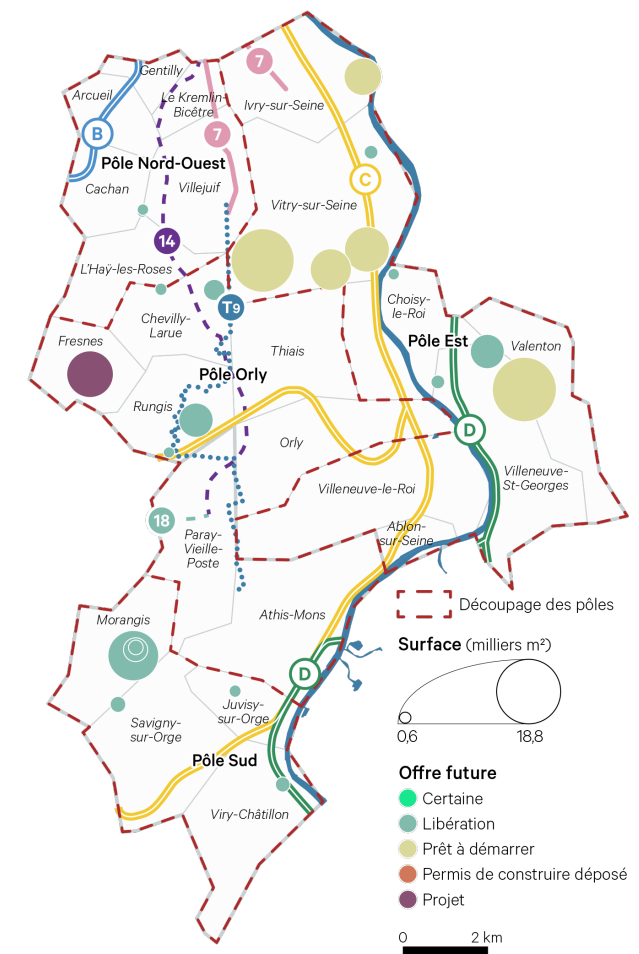 Gentilly
Arcueil
Le Kremlin-
Bicêtre
7
Ivry-sur-Seine
B
7
Pôle Nord-Ouest
Cachan
Villejuif
C
Vitry-sur-Seine
14
L'Haÿ-les-Roses
T9
Choisy-
le-Roi
Chevilly-
Larue
Fresnes
Thiais
Pôle Est
Valenton
Pôle Orly
Rungis
Orly
D
Villeneuve-
St-Georges
Villeneuve-le-Roi
18
Paray-
Vieille-
Poste
Ablon-
sur-Seine
Morangis
Athis-Mons
D
Juvisy-
sur-Orge
Savigny-
sur-Orge
Pôle Sud
Viry-Châtillon
Découpage des pôles
Surface (milliers m²)
0,6 18,8
Offre future
Certaine
Libération
Prêt à démarrer
Permis de construire déposé
Projet
0 2 km